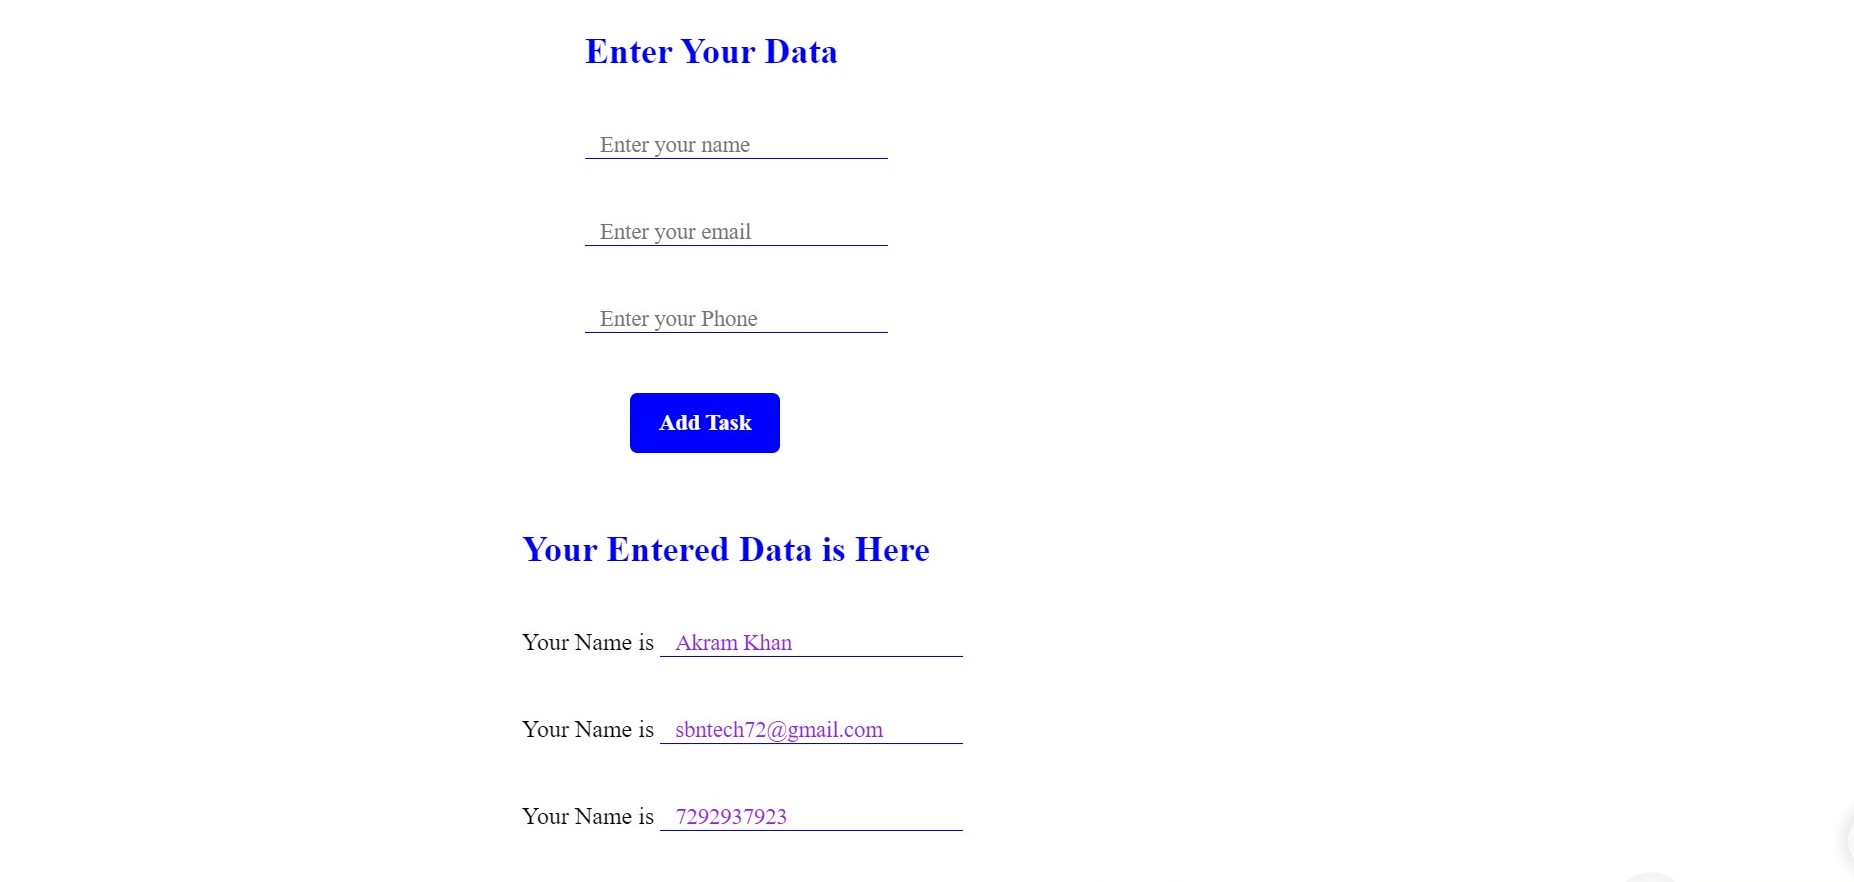 Enter Your Data
Enter your name
Enter your email
Enter your Phone
Add Task
Your Entered Data is Here
Your Name is Akram Khan
Your Name is sbntech72@gmail.com
Your Name is 7292937923